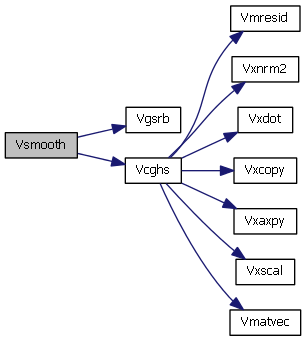 Vmresid
Vxnrm2
Vgsrb
Vxdot
Vsmooth
Vcghs
Vxcopy
Vxaxpy
Vxscal
Vmatvec